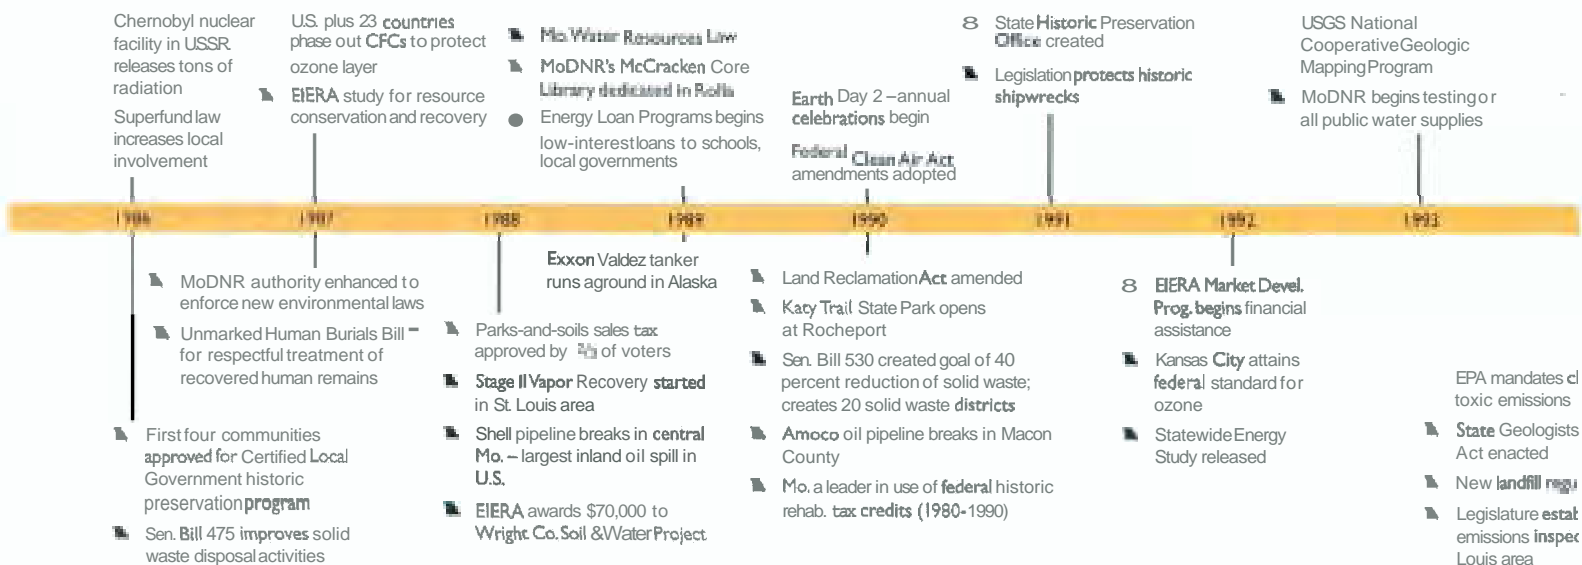 Chernobyl nuclear
facility in USSR
releases tons of
radiation
Superfund law
increases local
involvement
U.S. plus 23 countries
phase out CFCs to protect
ozone layer
EIERA study for resource
conservation and recovery
Mo. Water Resources Law
MoDNR's McCracken Core
Library dedicated in Rolla
Energy Loan Programs begins
low-interest loans to schools,
local governments
Earth Day 2 – annual
celebrations begin
Federal Clean Air Act
amendments adopted
8 State Historic Preservation
Office created
Legislation protects historic
shipwrecks
USGS National
Cooperative Geologic
Mapping Program
MoDNR begins testing or
all public water supplies
1986 1987 1988 1989 1990 1991 1992 1993
MoDNR authority enhanced to
enforce new environmental laws
Unmarked Human Burials Bill –
for respectful treatment of
recovered human remains
First four communities
approved for Certified Local
Government historic
preservation program
Sen. Bill 475 improves solid
waste disposal activities
Exxon Valdez tanker
runs aground in Alaska
Parks-and-soils sales tax
approved by ⅔ of voters
Stage II Vapor Recovery started
in St. Louis area
Shell pipeline breaks in central
Mo. – largest inland oil spill in
U.S.
EIERA awards $70,000 to
Wright Co. Soil & Water Project
Land Reclamation Act amended
Katy Trail State Park opens
at Rocheport
Sen. Bill 530 created goal of 40
percent reduction of solid waste;
creates 20 solid waste districts
Amoco oil pipeline breaks in Macon
County
Mo. a leader in use of federal historic
rehab. tax credits (1980-1990)
8 EIERA Market Devel.
Prog. begins financial
assistance
Kansas City attains
federal standard for
ozone
Statewide Energy
Study released
EPA mandates cl
toxic emissions
State Geologists
Act enacted
New landfill regu
Legislature estab
emissions inspec
Louis area